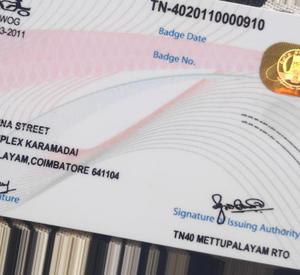 TN-4020110000910
WOG
3-2011
Badge Date
Badge No.
NA STREET
PLEX KARAMADAI
LAYAM,COIMBATORE 641104
nature
Signature
Issuing Authority
TN40 METTUPALAYAM RTO